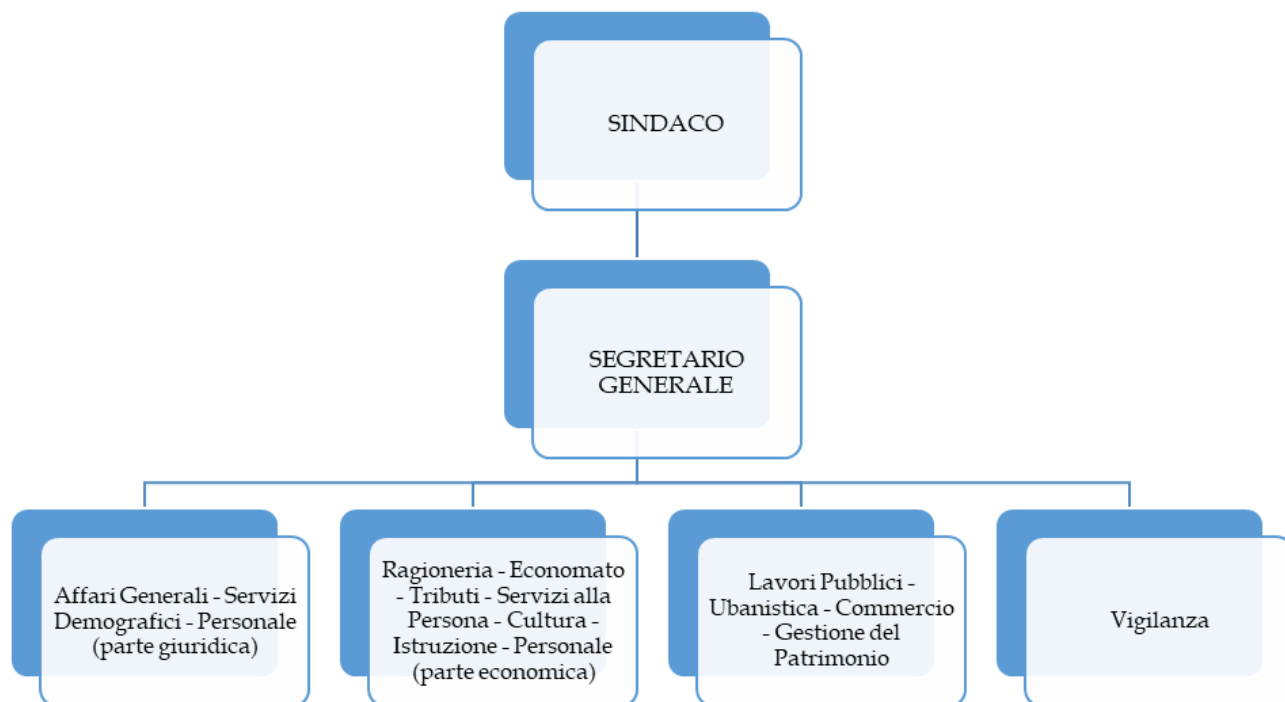 SINDACO
SEGRETARIO
GENERALE
Affari Generali - Servizi
Demografici - Personale
(parte giuridica)
Ragioneria - Economato
- Tributi - Servizi alla
Persona - Cultura -
Istruzione - Personale
(parte economica)
Lavori Pubblici -
Ubanistica - Commercio
- Gestione del
Patrimonio
Vigilanza